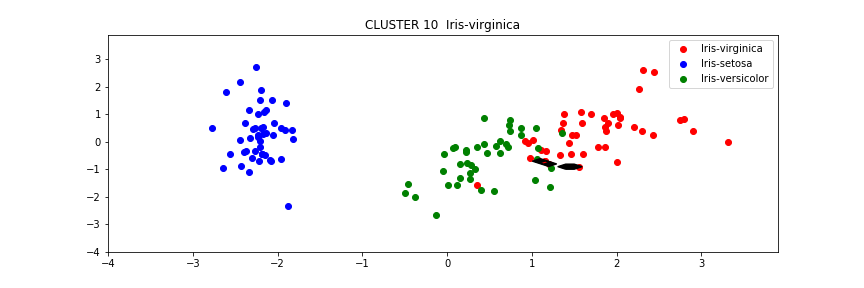 CLUSTER 10  Iris-virginica
Iris-virginica
Iris-setosa
Iris-versicolor
3
2
1
0
−1
−2
−3
−4
−4 −3 −2 −1 0 1 2 3